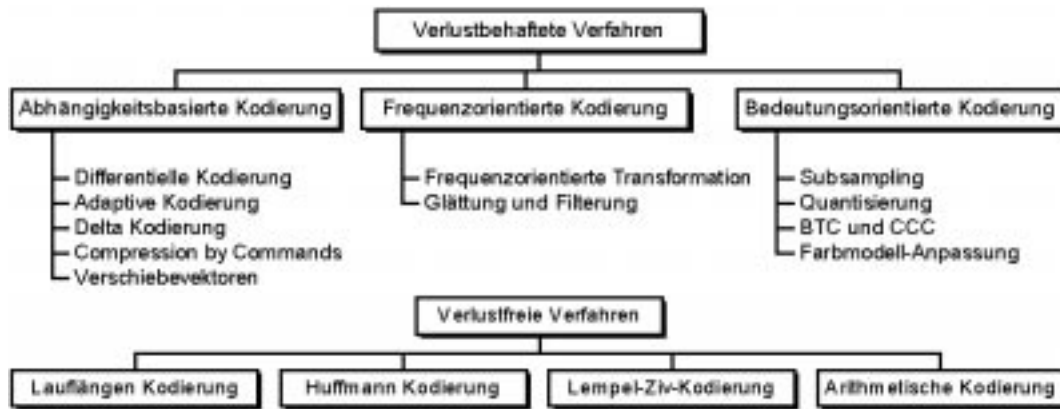 Verlustbehaftete Verfahren
Abhängigkeitsbasierte Kodierung
Frequenzorientierte Kodierung
Bedeutungsorientierte Kodierung
Differentielle Kodierung
Adaptive Kodierung
Delta Kodierung
Compression by Commands
Verschiebevektoren
Frequenzorientierte Transformation
Glättung und Filterung
Subsampling
Quantisierung
BTC und CCC
Farbmodell-Anpassung
Verlustfreie Verfahren
Lauflängen Kodierung
Huffmann Kodierung
Lempel-Ziv-Kodierung
Arithmetische Kodierung